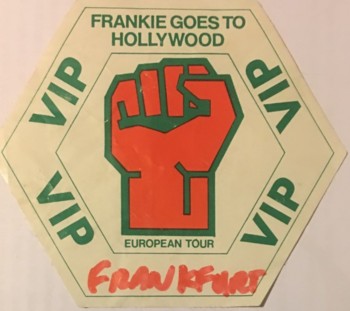 FRANKIE GOES TO
HOLLYWOOD
VIP
VIP
VIP
VIP
EUROPEAN TOUR
FRANKFURT